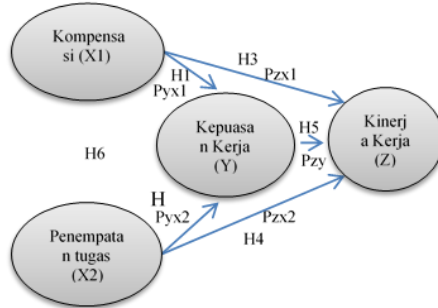 Kompensa
si (X1)
H1
Pyx1
H3
Pzx1
Kepuasa
n Kerja
(Y)
H5
Pzy
Kinerj
a Kerja
(Z)
H6
H
Pyx2
Pzx2
H4
Penempata
n tugas
(X2)